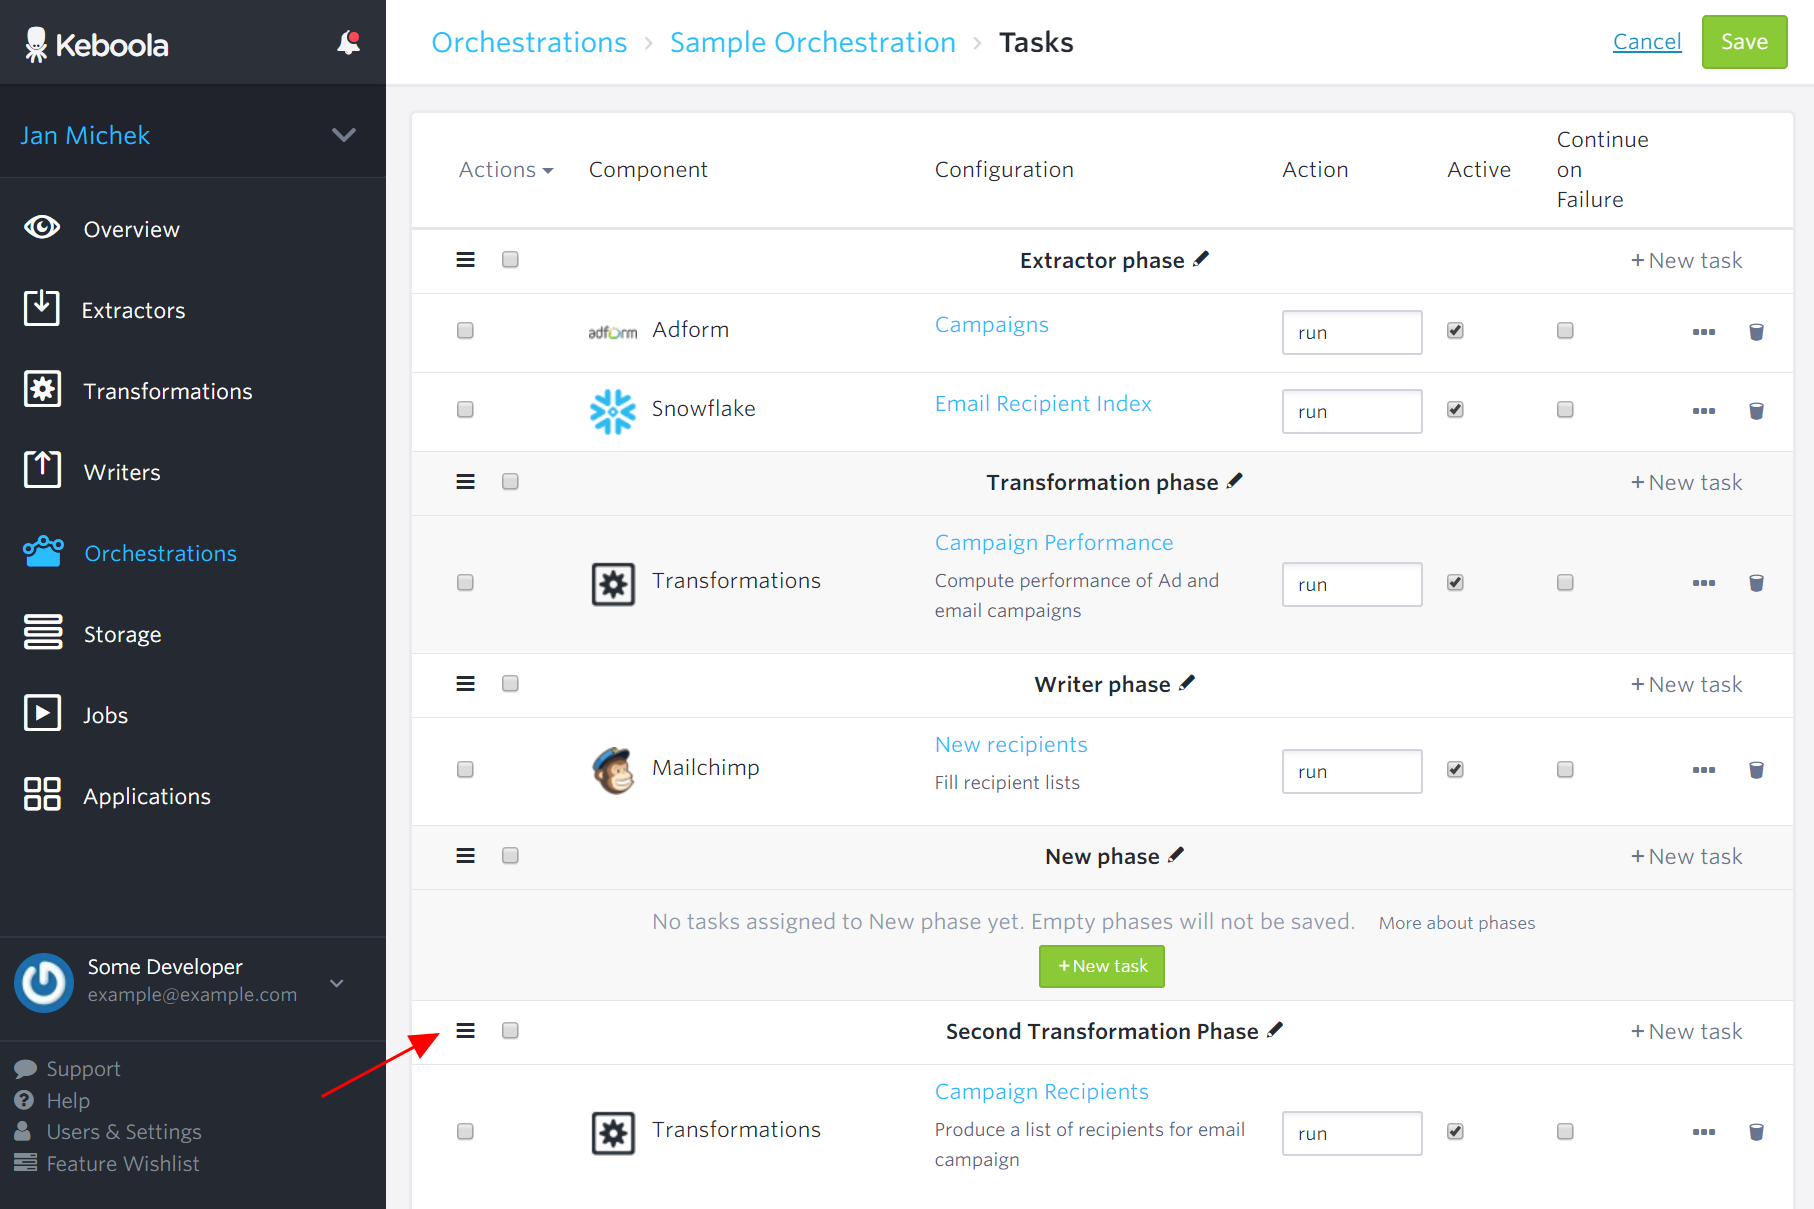 Keboola
Jan Michek
Overview
Extractors
Transformations
Writers
Orchestrations
Storage
Jobs
Applications
Some Developer
example@example.com
Support
Help
Users & Settings
Feature Wishlist
Orchestrations › Sample Orchestration › Tasks
Cancel
Save
Actions Component Configuration Action Active Continue
on
Failure
Extractor phase + New task
adform Adform Campaigns run
Snowflake Email Recipient Index run
Transformation phase + New task
Campaign Performance
Transformations Compute performance of Ad and run
email campaigns
Writer phase + New task
New recipients
Mailchimp run
Fill recipient lists
New phase + New task
No tasks assigned to New phase yet. Empty phases will not be saved. More about phases
+ New task
Second Transformation Phase + New task
Campaign Recipients
Transformations Produce a list of recipients for email run
campaign